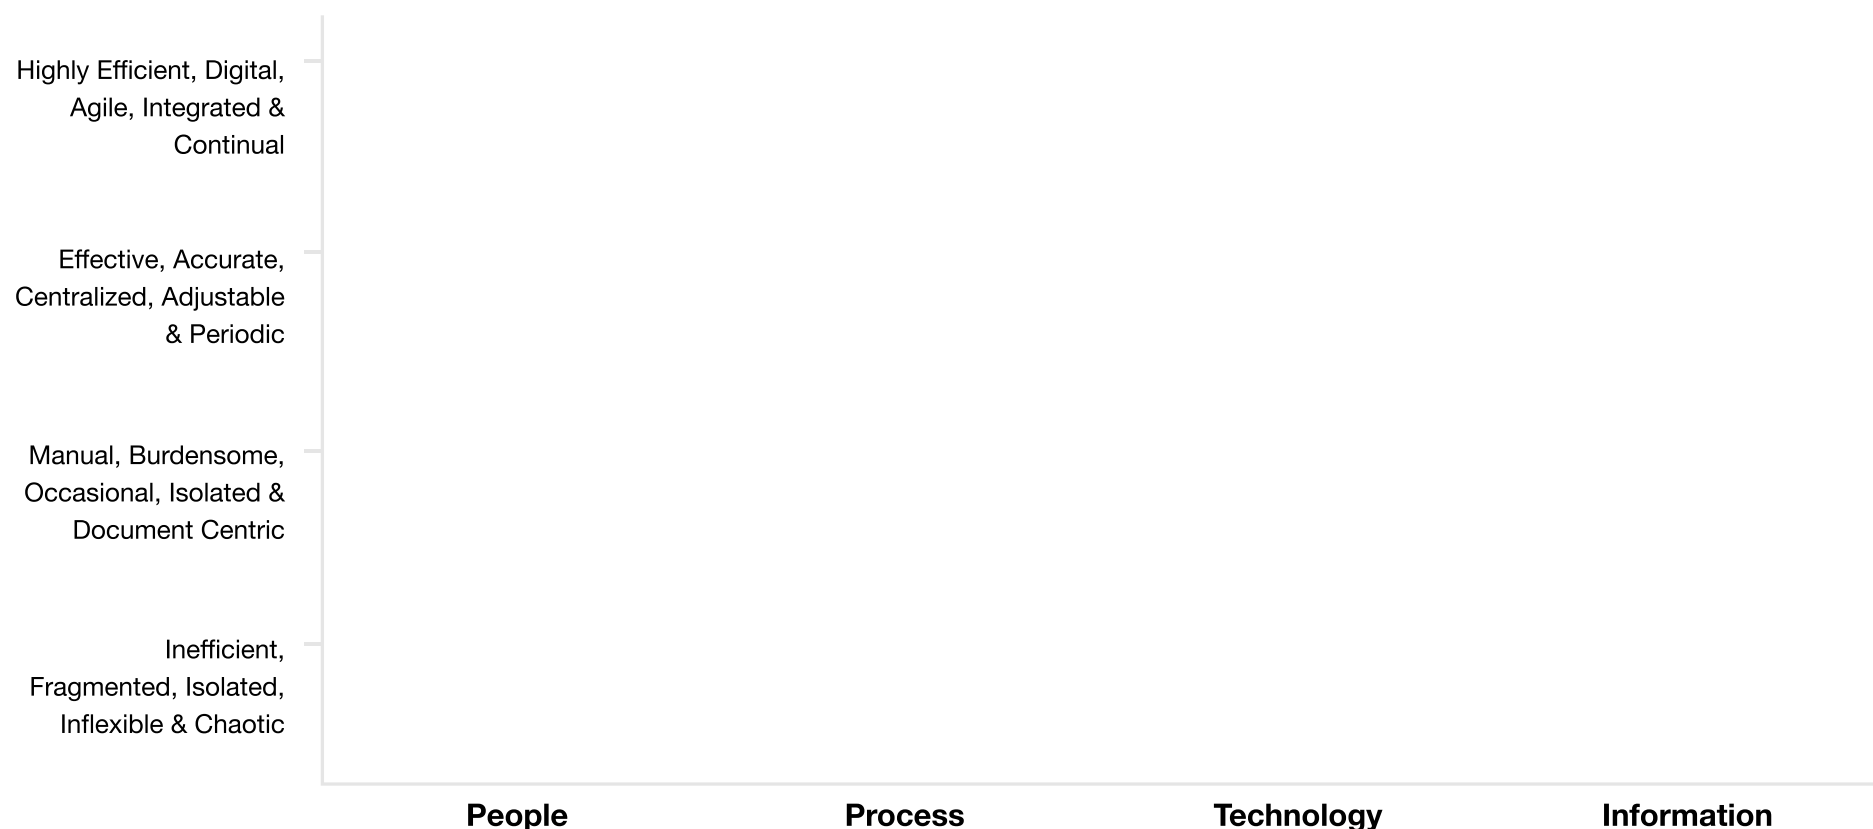 Highly Efficient, Digital,
Agile, Integrated &
Continual
Effective, Accurate,
Centralized, Adjustable
& Periodic
Manual, Burdensome,
Occasional, Isolated &
Document Centric
Inefficient,
Fragmented, Isolated,
Inflexible & Chaotic
People Process Technology Information